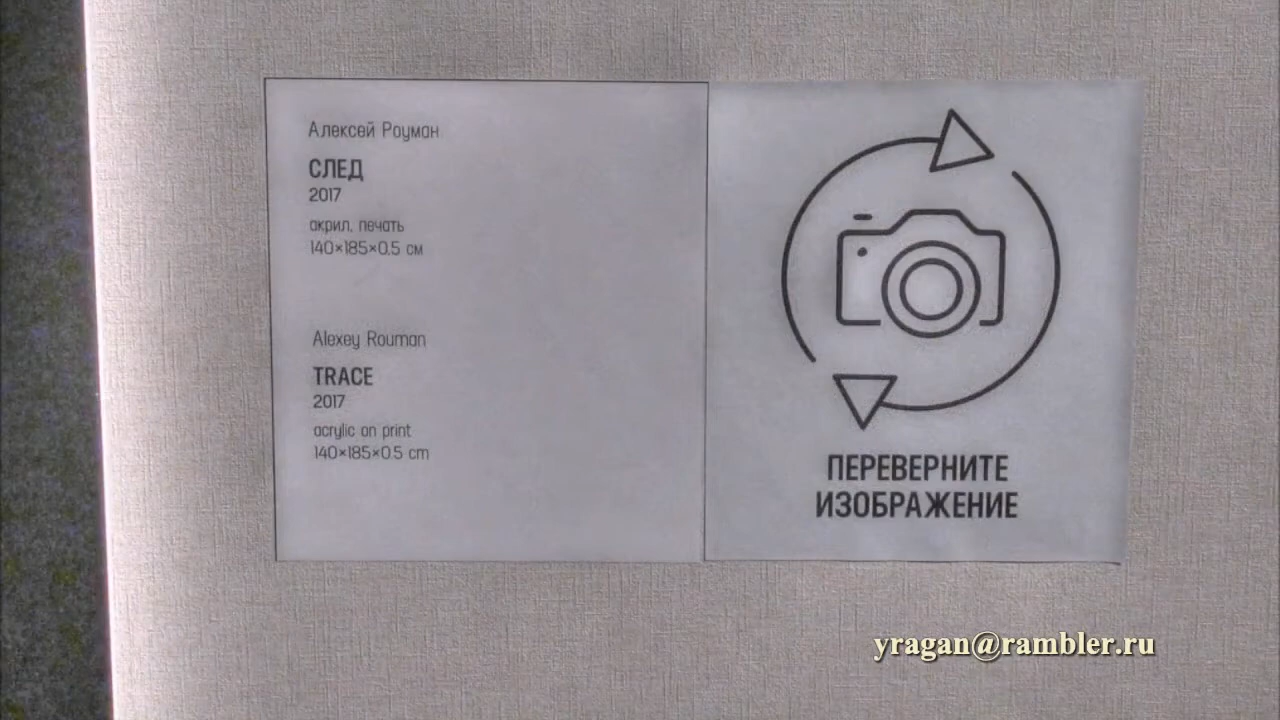 Алексей Роуман
СЛЕД
2017
акрил, печать
140×185×0.5 см
Alexey Rouman
TRACE
2017
acrylic on print
140×185×0.5 cm
ПЕРЕВЕРНИТЕ
ИЗОБРАЖЕНИЕ
yragan@rambler.ru